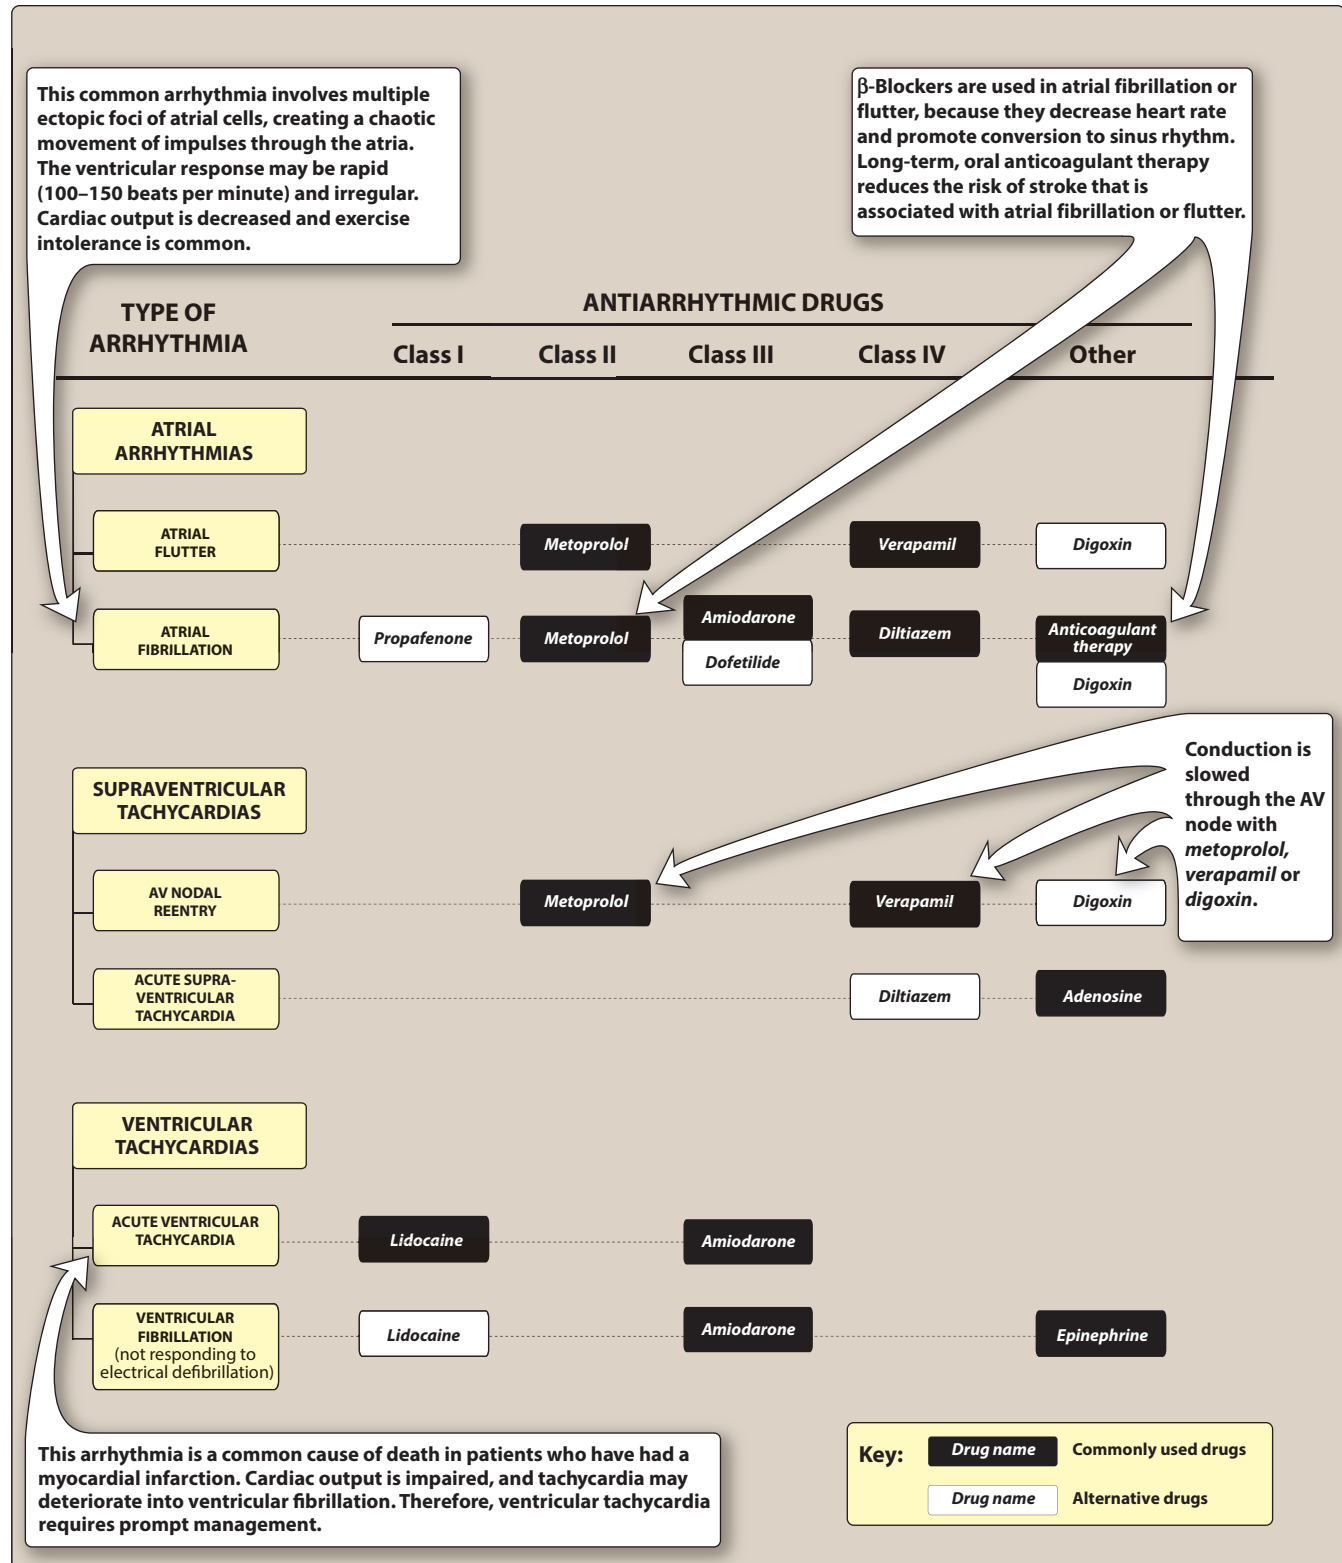 This common arrhythmia involves multiple
ectopic foci of atrial cells, creating a chaotic
movement of impulses through the atria.
The ventricular response may be rapid
(100–150 beats per minute) and irregular.
Cardiac output is decreased and exercise
intolerance is common.
β-Blockers are used in atrial fibrillation or
flutter, because they decrease heart rate
and promote conversion to sinus rhythm.
Long-term, oral anticoagulant therapy
reduces the risk of stroke that is
associated with atrial fibrillation or flutter.
TYPE OF
ARRHYTHMIA
ANTIARRHYTHMIC DRUGS
Class I Class II Class III Class IV Other
ATRIAL
ARRHYTHMIAS
ATRIAL
FLUTTER
Metoprolol Verapamil Digoxin
ATRIAL
FIBRILLATION
Propafenone Metoprolol
Amiodarone
Dofetilide
Diltiazem
Anticoagulant
therapy
Digoxin
Conduction is
slowed
through the AV
node with
metoprolol,
verapamil or
digoxin.
SUPRAVENTRICULAR
TACHYCARDIAS
AV NODAL
REENTRY
Metoprolol Verapamil Digoxin
ACUTE SUPRA-
VENTRICULAR
TACHYCARDIA
Diltiazem Adenosine
VENTRICULAR
TACHYCARDIAS
ACUTE VENTRICULAR
TACHYCARDIA
Lidocaine Amiodarone
VENTRICULAR
FIBRILLATION
(not responding to
electrical defibrillation)
Lidocaine Amiodarone Epinephrine
This arrhythmia is a common cause of death in patients who have had a
myocardial infarction. Cardiac output is impaired, and tachycardia may
deteriorate into ventricular fibrillation. Therefore, ventricular tachycardia
requires prompt management.
Key: Drug name Commonly used drugs
Drug name Alternative drugs